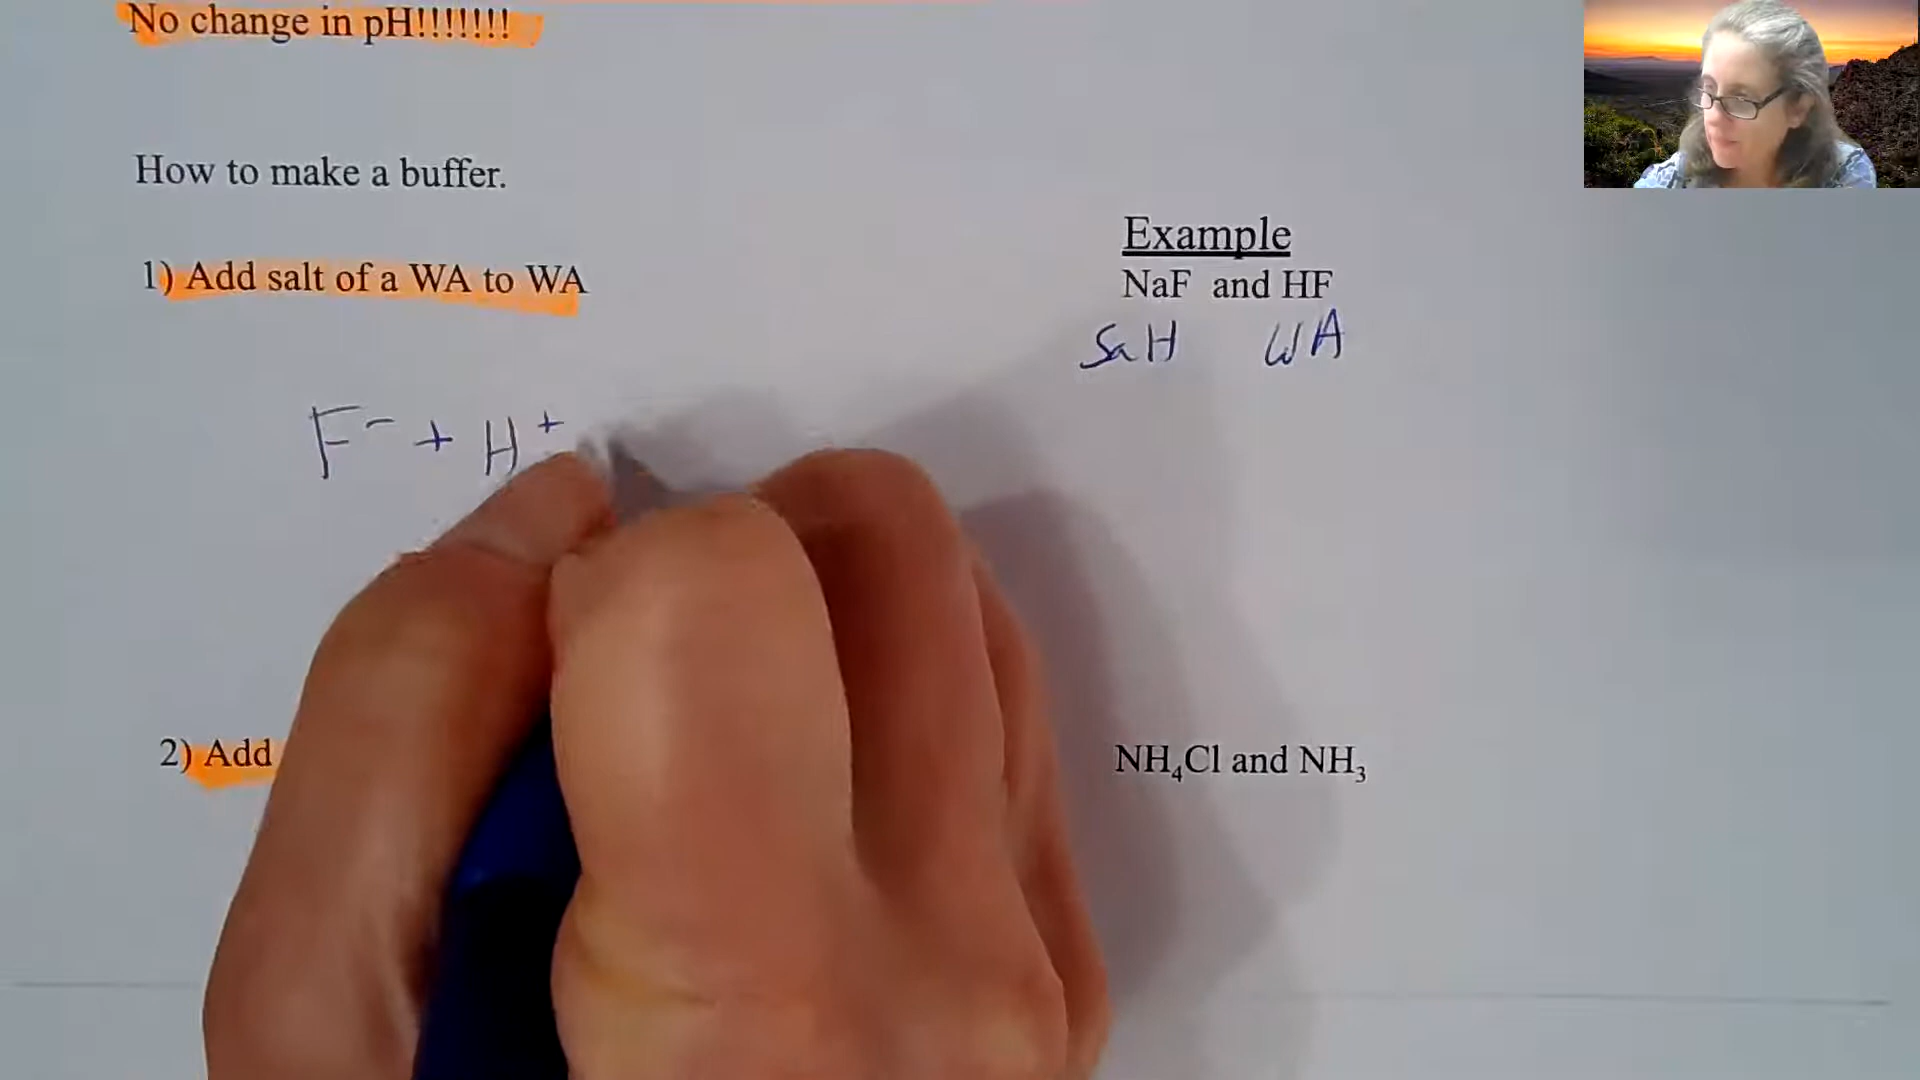 No change in pH!!!!!!!
How to make a buffer.
Example
1) Add salt of a WA to WA
NaF and HF
SaH WA
F⁻ + H⁺
2) Add
NH₄Cl and NH₃